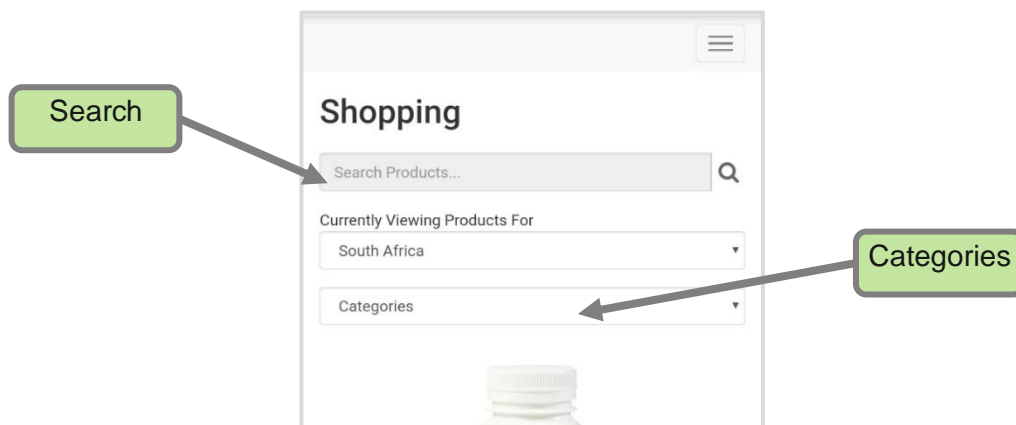 Shopping
Search
Search Products...
Currently Viewing Products For
South Africa
Categories
Categories